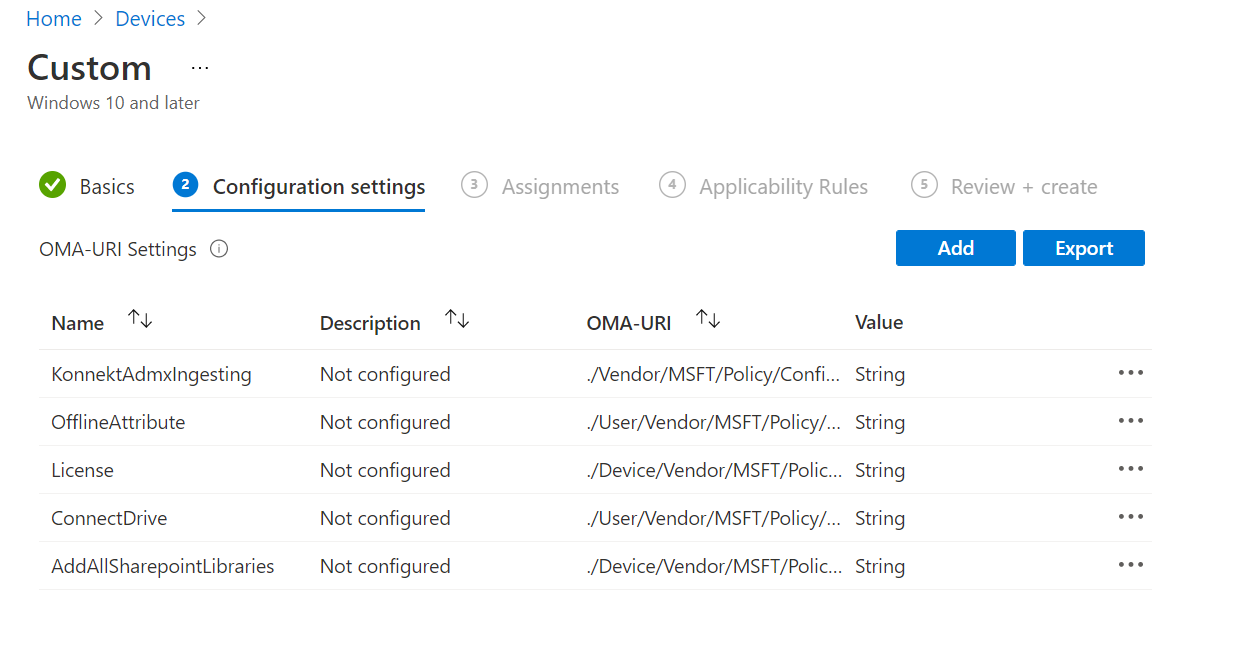 Home > Devices >
Custom ...
Windows 10 and later
Basics 2 Configuration settings 3 Assignments 4 Applicability Rules 5 Review + create
OMA-URI Settings Add Export
Name Description OMA-URI Value
KonnektAdmxIngesting Not configured ./Vendor/MSFT/Policy/Confi... String
OfflineAttribute Not configured ./User/Vendor/MSFT/Policy/... String
License Not configured ./Device/Vendor/MSFT/Polic... String
ConnectDrive Not configured ./User/Vendor/MSFT/Policy/... String
AddAllSharepointLibraries Not configured ./Device/Vendor/MSFT/Polic... String